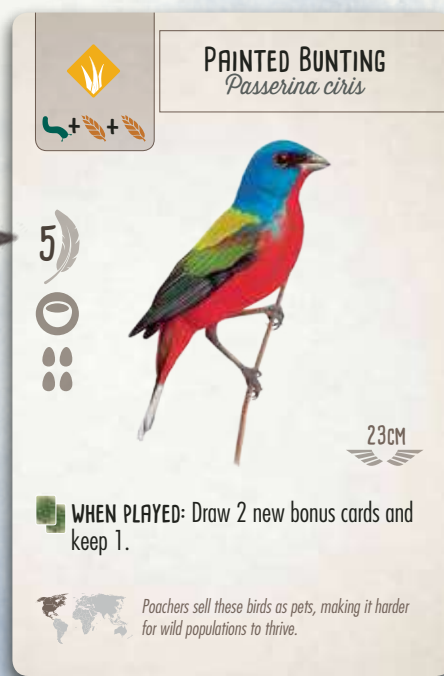 PAINTED BUNTING
Passerina ciris
+ +
5
23CM
WHEN PLAYED: Draw 2 new bonus cards and
keep 1.
Poachers sell these birds as pets, making it harder
for wild populations to thrive.